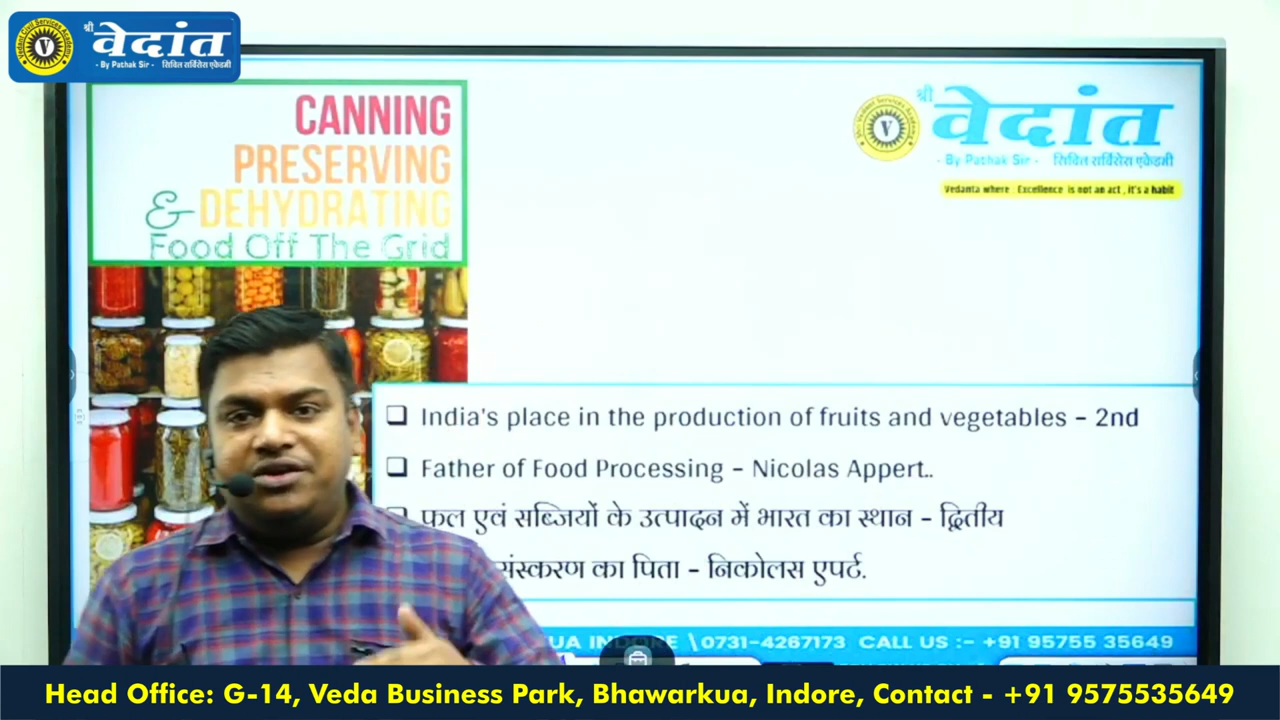 श्री
वेदांत
- By Pathak Sir - सिविल सर्विसेस एकेडमी
V
CANNING
PRESERVING
& DEHYDRATING
Food Off The Grid
श्री
वेदांत
- By Pathak Sir - सिविल सर्विसेस एकेडमी
V
Vedanta where Excellence is not an act , it's a habit
India's place in the production of fruits and vegetables – 2nd
Father of Food Processing – Nicolas Appert..
फल एवं सब्जियों के उत्पादन में भारत का स्थान – द्वितीय
संस्करण का पिता – निकोलस एपर्ट.
UA INDORE \0731-4267173 CALL US :- +91 95755 35649
Head Office: G-14, Veda Business Park, Bhawarkua, Indore, Contact - +91 9575535649